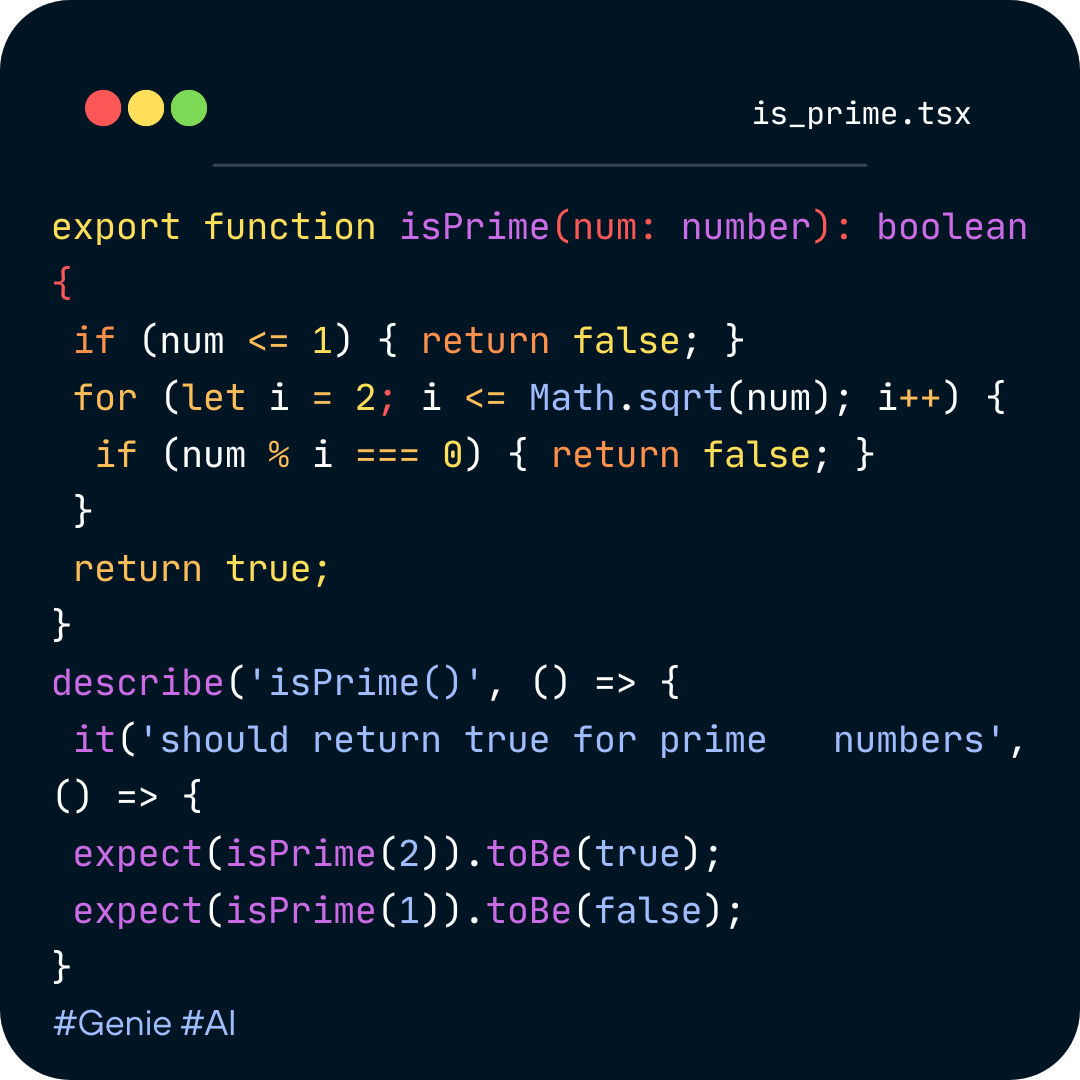 is_prime.tsx
export function isPrime(num: number): boolean
{
 if (num <= 1) { return false; }
 for (let i = 2; i <= Math.sqrt(num); i++) {
  if (num % i === 0) { return false; }
 }
 return true;
}
describe('isPrime()', () => {
 it('should return true for prime   numbers',
() => {
 expect(isPrime(2)).toBe(true);
 expect(isPrime(1)).toBe(false);
}
#Genie #AI